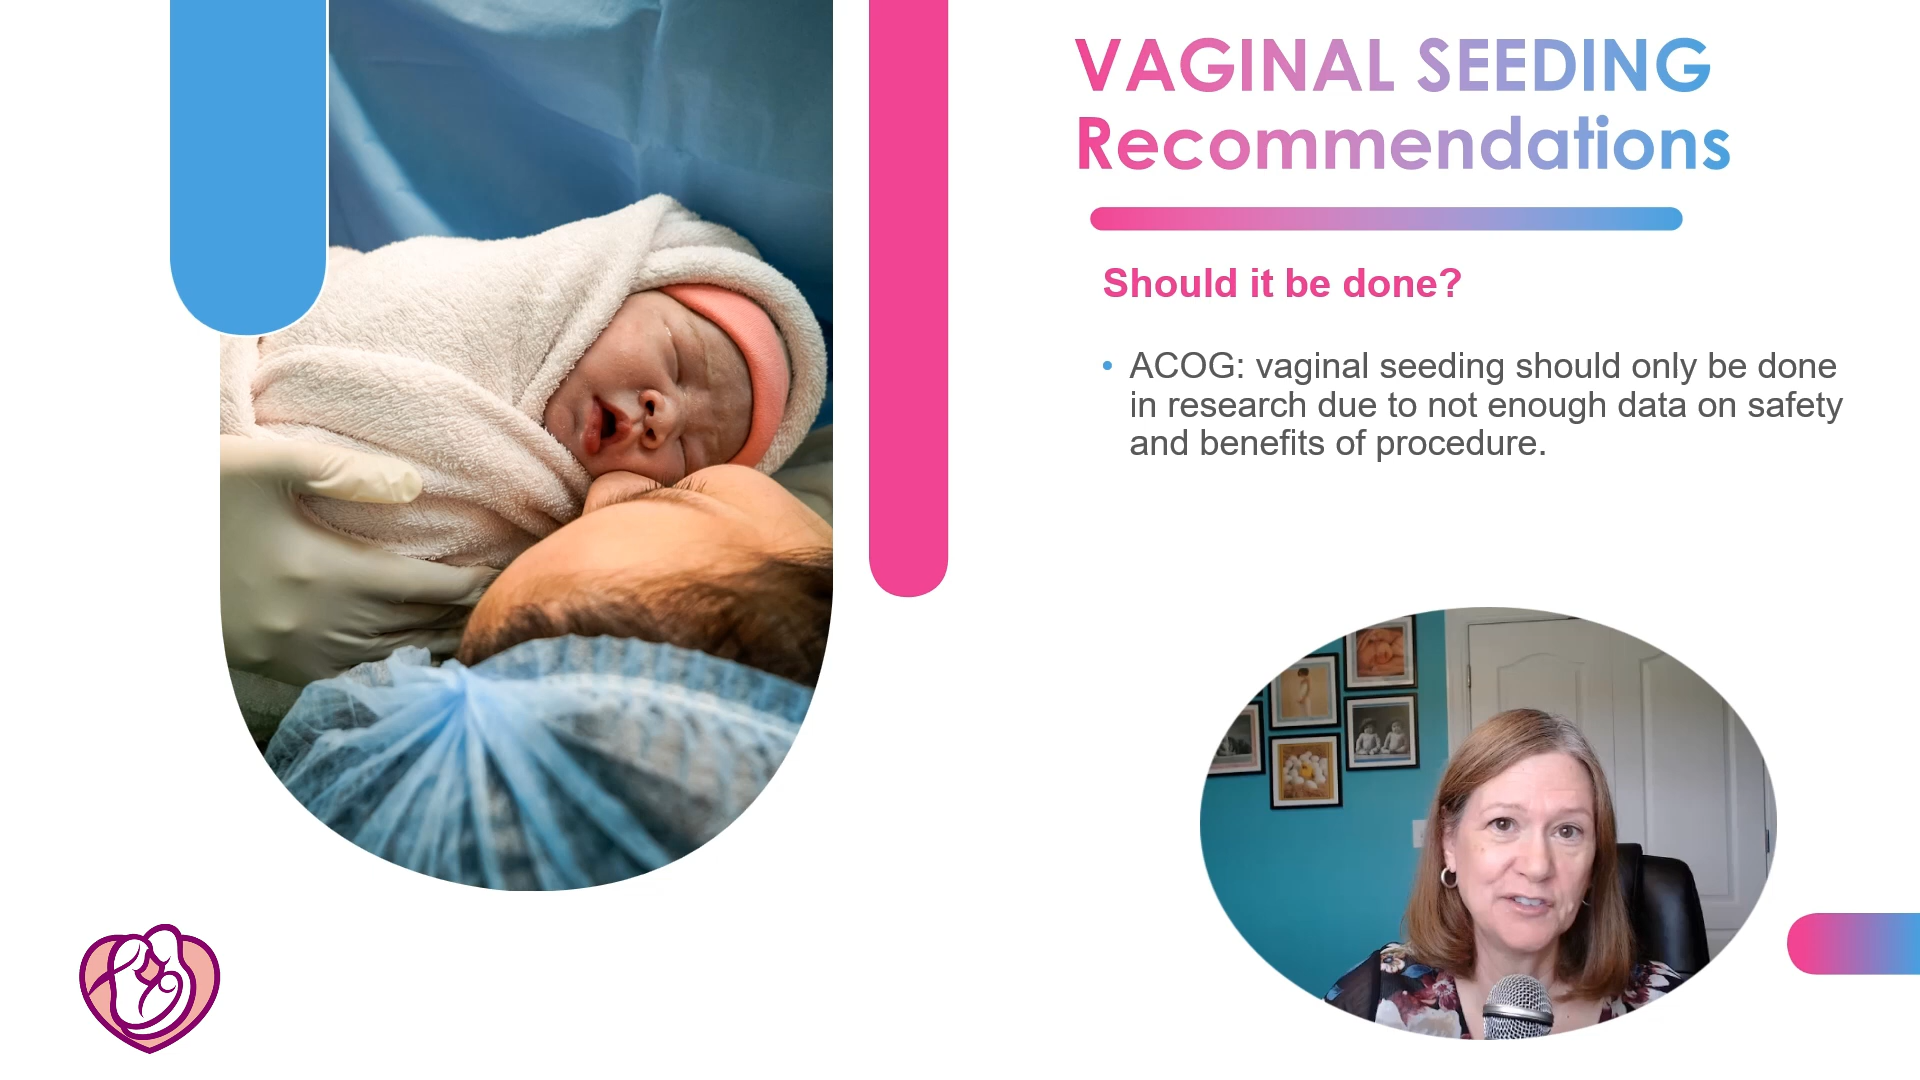 VAGINAL SEEDING
Recommendations
Should it be done?
• ACOG: vaginal seeding should only be done
in research due to not enough data on safety
and benefits of procedure.